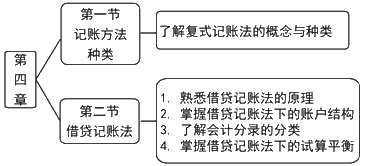 第
四
章
第一节
记账方法
种类
了解复式记账法的概念与种类
第二节
借贷记账法
1. 熟悉借贷记账法的原理
2. 掌握借贷记账法下的账户结构
3. 了解会计分录的分类
4. 掌握借贷记账法下的试算平衡